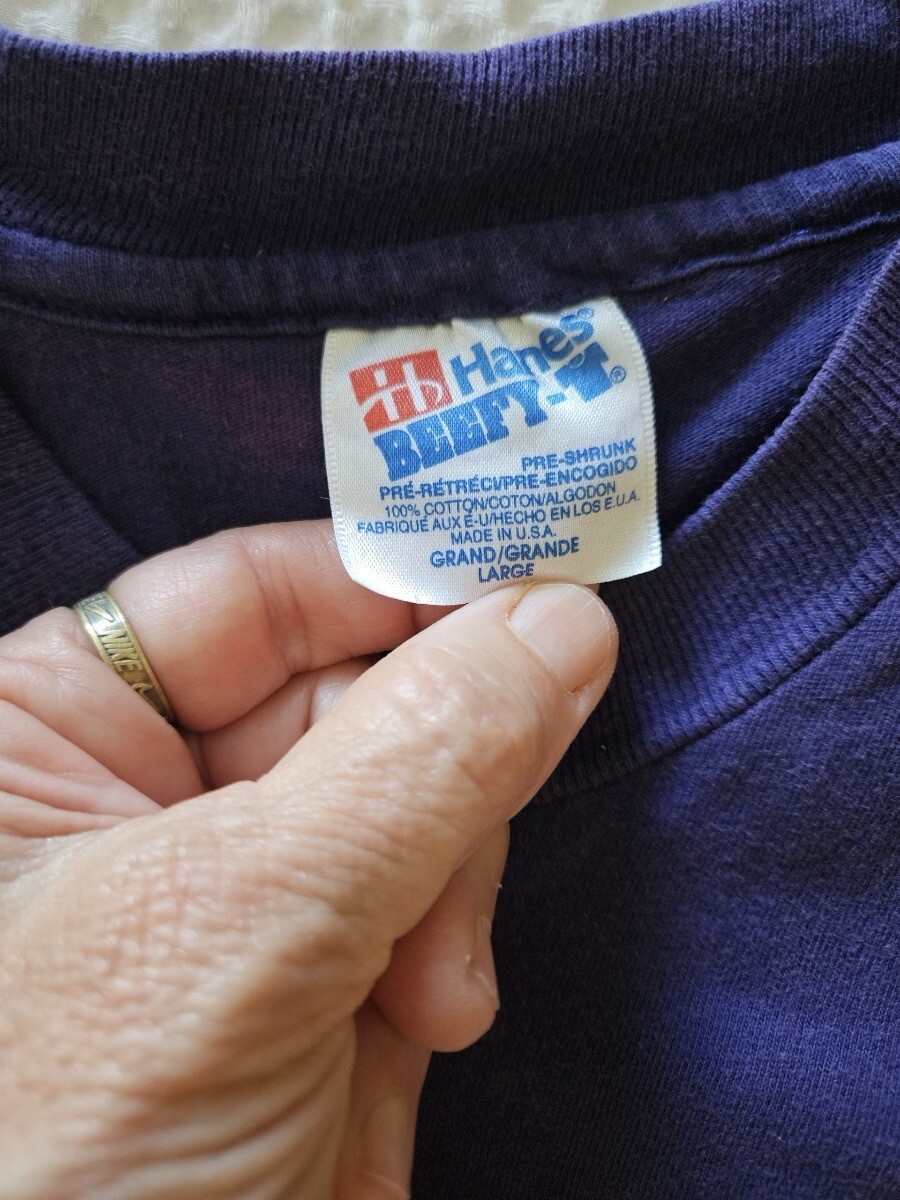 Hanes®
BEEFY-T®
PRE-SHRUNK
PRÉ-RÉTRÉCI/PRE-ENCOGIDO
100% COTTON/COTON/ALGODON
FABRIQUÉ AUX É-U/HECHO EN LOS E.U.A.
MADE IN U.S.A.
GRAND/GRANDE
LARGE
NIKE